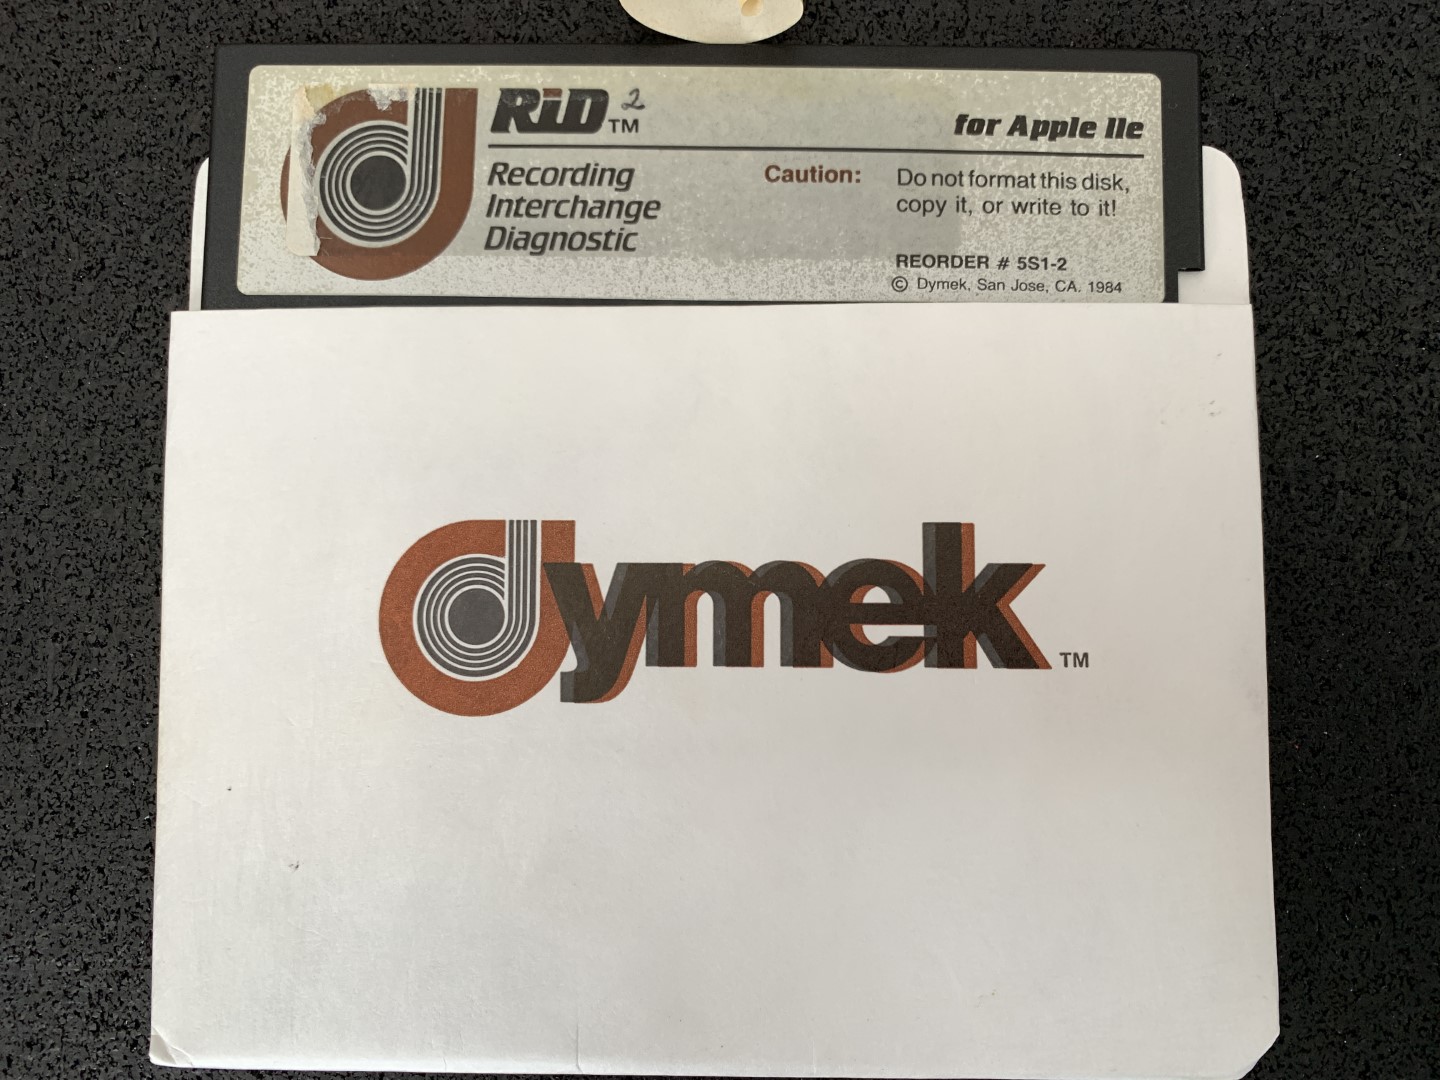 RID 2 TM
for Apple IIe
Recording
Interchange
Diagnostic
Caution: Do not format this disk,
copy it, or write to it!
REORDER # 5S1-2
© Dymek, San Jose, CA. 1984
dymek TM